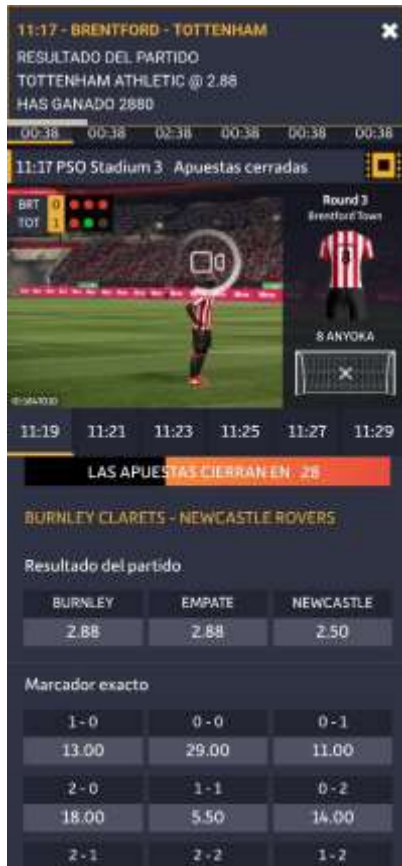 11:17 - BRENTFORD - TOTTENHAM
RESULTADO DEL PARTIDO
TOTTENHAM ATHLETIC @ 2.88
HAS GANADO 2880
00:38 00:38 02:38 00:38 00:38 00:38
11:17 PSO Stadium 3 Apuestas cerradas
BRT 0
TOT 1
Round 3
Brentford Town
8
8 ANYOKA
11:19 11:21 11:23 11:25 11:27 11:29
LAS APUESTAS CIERRAN EN 28
BURNLEY CLARETS - NEWCASTLE ROVERS
Resultado del partido
BURNLEY EMPATE NEWCASTLE
2.88 2.88 2.50
Marcador exacto
1 - 0 0 - 0 0 - 1
13.00 29.00 11.00
2 - 0 1 - 1 0 - 2
18.00 5.50 14.00
2 - 1 2 - 2 1 - 2